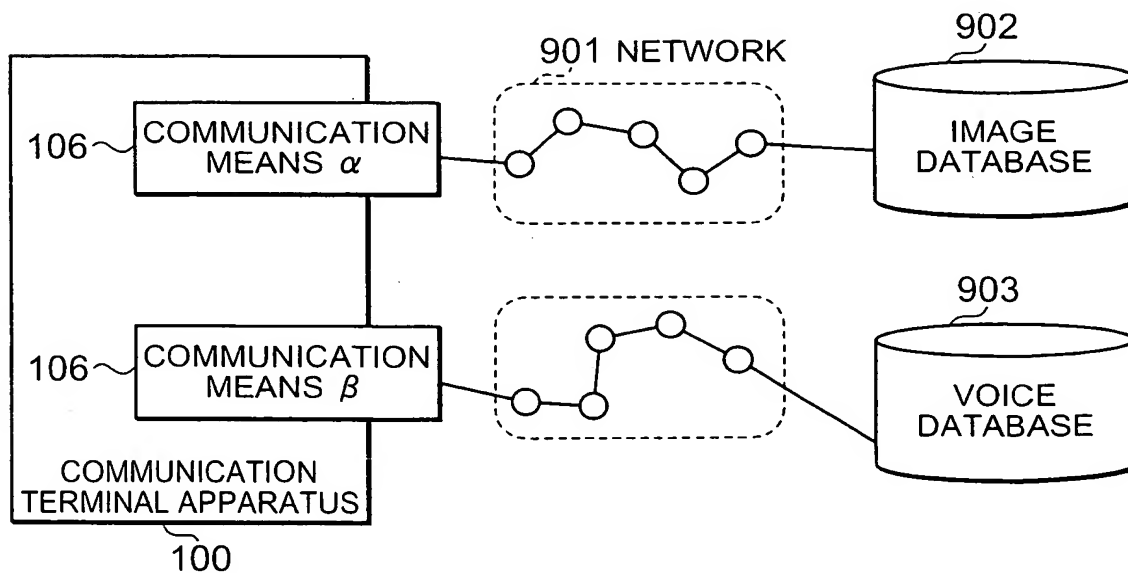 901 NETWORK
902
106
COMMUNICATION
MEANS α
IMAGE
DATABASE
903
106
COMMUNICATION
MEANS β
VOICE
DATABASE
COMMUNICATION
TERMINAL APPARATUS
100